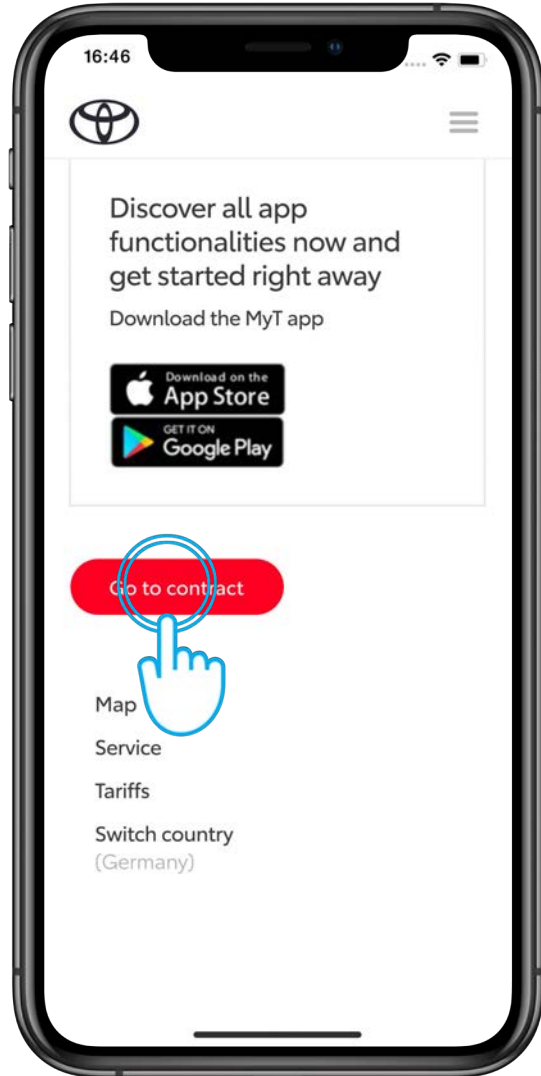 16:46
Discover all app
functionalities now and
get started right away
Download the MyT app
Download on the
App Store
GET IT ON
Google Play
Go to contract
Map
Service
Tariffs
Switch country
(Germany)